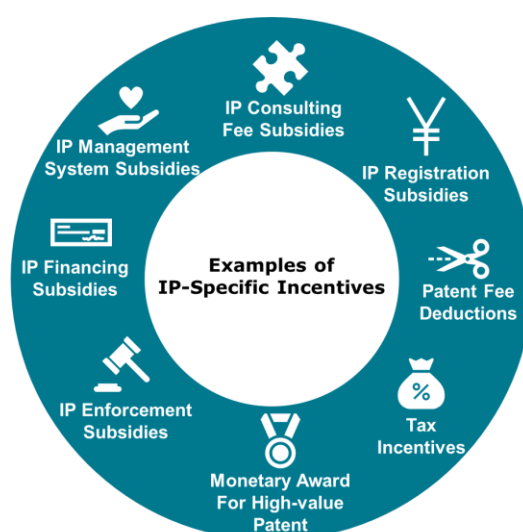 IP Consulting
Fee Subsidies
IP Registration
Subsidies
Patent Fee
Deductions
%
Tax
Incentives
Monetary Award
For High-value
Patent
IP Enforcement
Subsidies
IP Financing
Subsidies
IP Management
System Subsidies
Examples of
IP-Specific Incentives